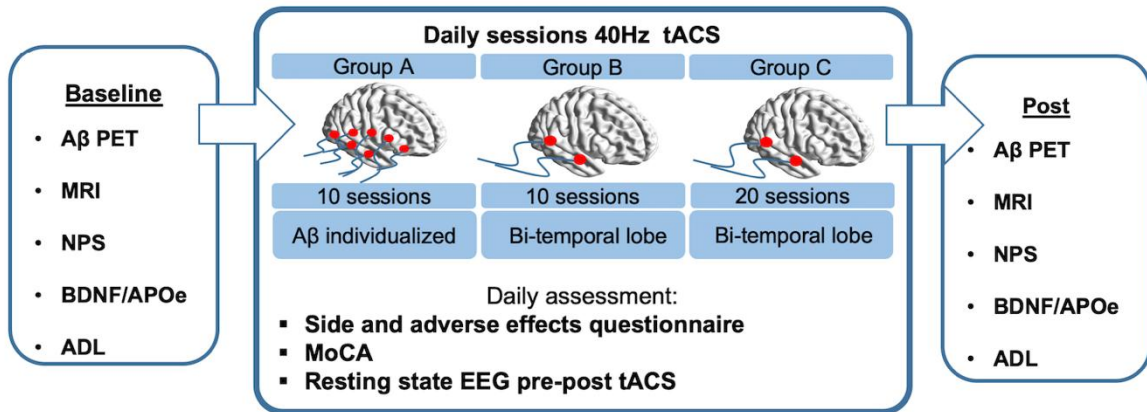 Baseline
• Aβ PET
• MRI
• NPS
• BDNF/APOe
• ADL
Daily sessions 40Hz tACS
Group A
Group B
Group C
10 sessions
10 sessions
20 sessions
Aβ individualized
Bi-temporal lobe
Bi-temporal lobe
Daily assessment:
▪ Side and adverse effects questionnaire
▪ MoCA
▪ Resting state EEG pre-post tACS
Post
• Aβ PET
• MRI
• NPS
• BDNF/APOe
• ADL